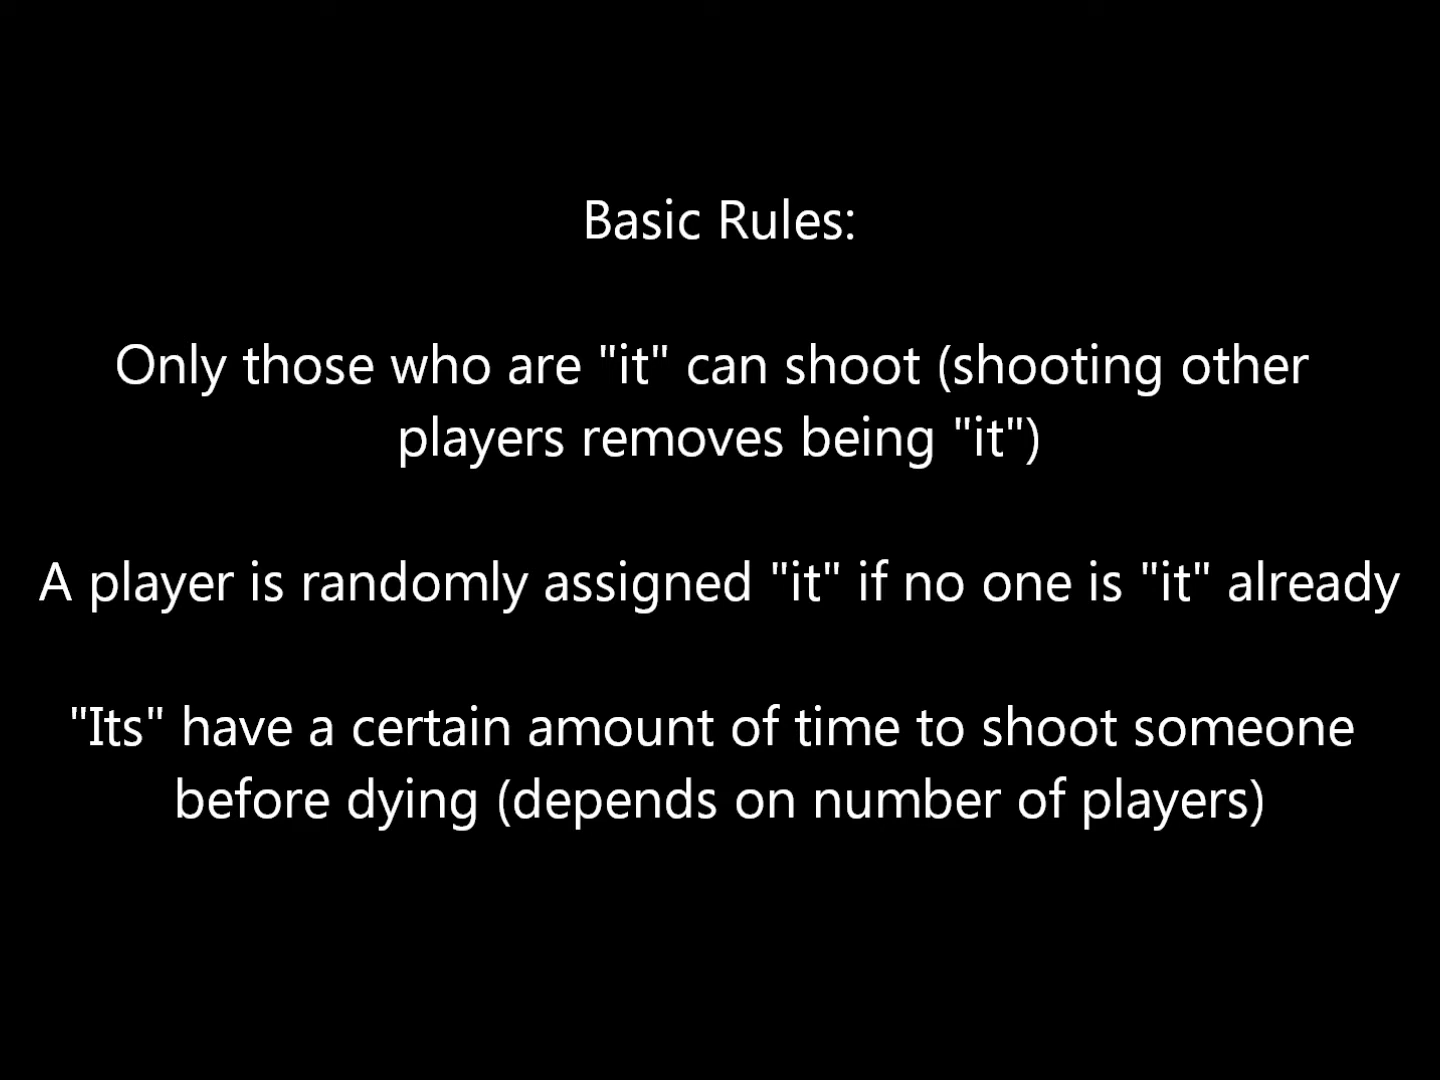 Basic Rules:
Only those who are "it" can shoot (shooting other
players removes being "it")
A player is randomly assigned "it" if no one is "it" already
"Its" have a certain amount of time to shoot someone
before dying (depends on number of players)